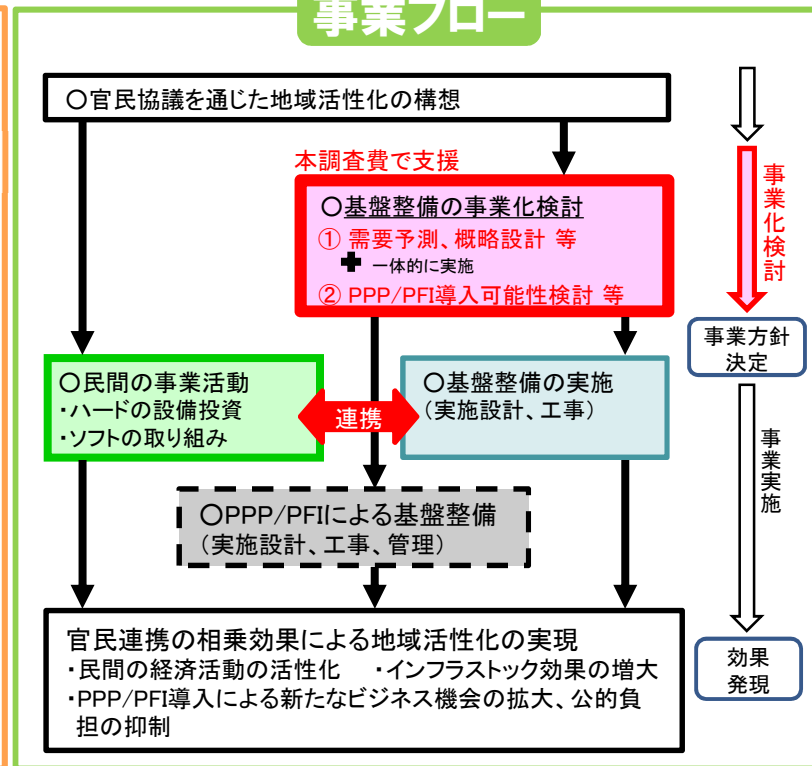 事業フロー
〇官民協議を通じた地域活性化の構想
本調査費で支援
〇基盤整備の事業化検討
① 需要予測、概略設計 等
✚ 一体的に実施
② PPP/PFI導入可能性検討 等
事業化検討
事業方針
決定
〇民間の事業活動
・ハードの設備投資
・ソフトの取り組み
連携
〇基盤整備の実施
（実施設計、工事）
事業実施
〇PPP/PFIによる基盤整備
（実施設計、工事、管理）
官民連携の相乗効果による地域活性化の実現
・民間の経済活動の活性化 ・インフラストック効果の増大
・PPP/PFI導入による新たなビジネス機会の拡大、公的負
担の抑制
効果
発現